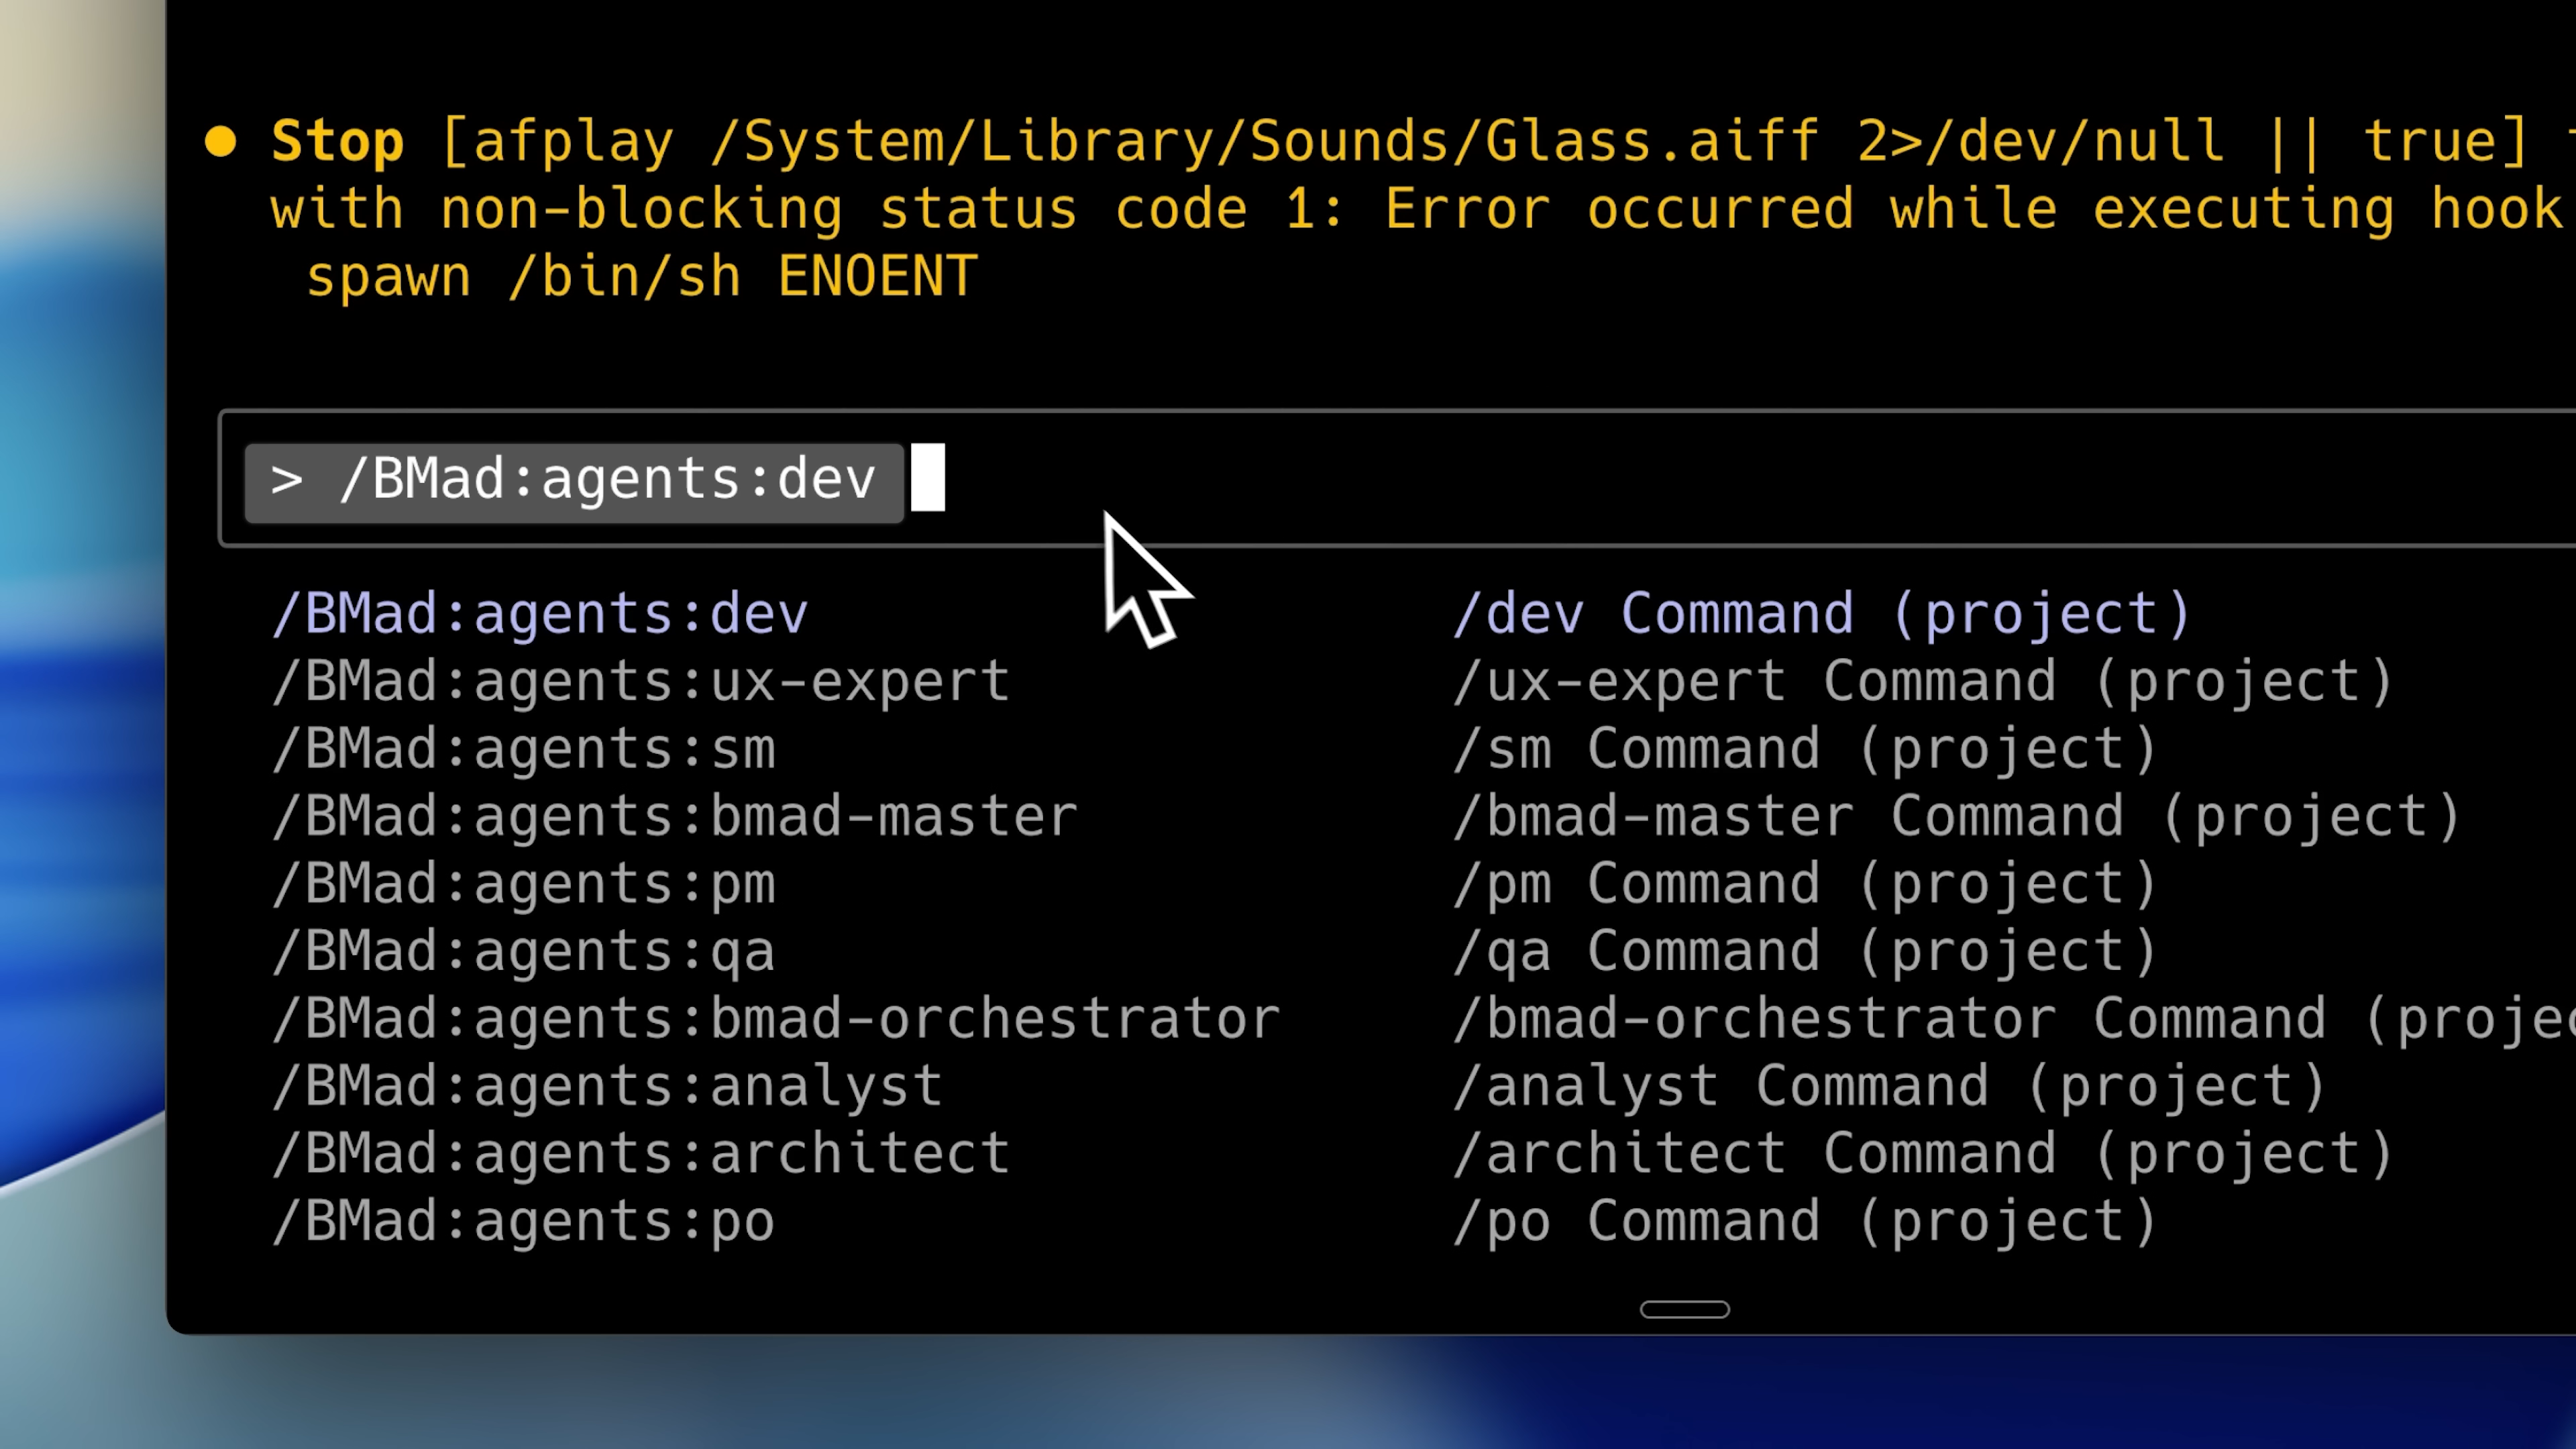 ● Stop [afplay /System/Library/Sounds/Glass.aiff 2>/dev/null || true]
with non-blocking status code 1: Error occurred while executing hook
spawn /bin/sh ENOENT
> /BMad:agents:dev
/BMad:agents:dev /dev Command (project)
/BMad:agents:ux-expert /ux-expert Command (project)
/BMad:agents:sm /sm Command (project)
/BMad:agents:bmad-master /bmad-master Command (project)
/BMad:agents:pm /pm Command (project)
/BMad:agents:qa /qa Command (project)
/BMad:agents:bmad-orchestrator /bmad-orchestrator Command (projec
/BMad:agents:analyst /analyst Command (project)
/BMad:agents:architect /architect Command (project)
/BMad:agents:po /po Command (project)